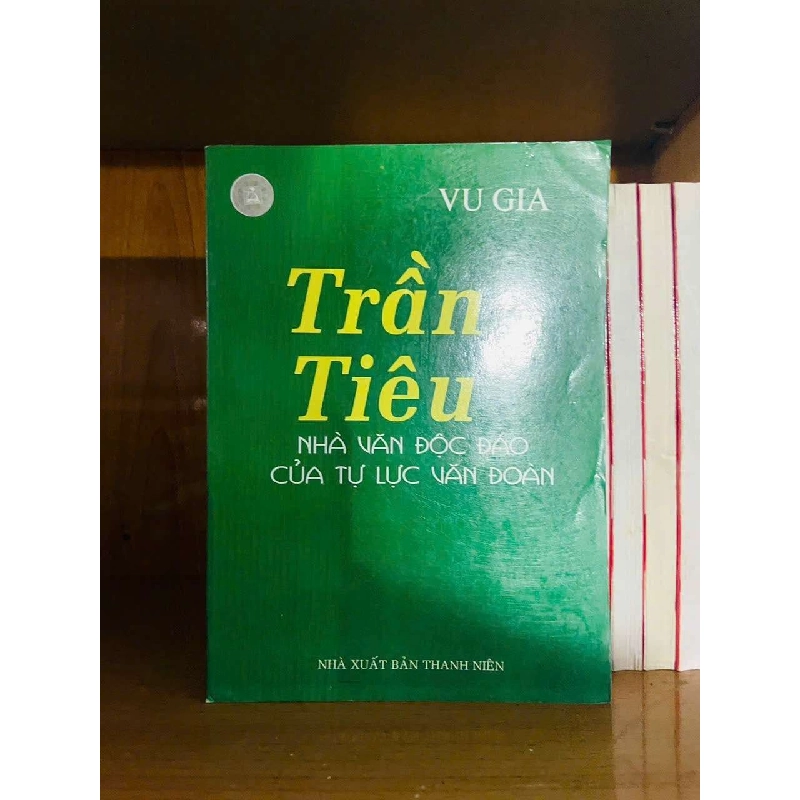 VU GIA
Trần
Tiêu
NHÀ VĂN ĐỘC ĐÁO
CỦA TỰ LỰC VĂN ĐOÀN
NHÀ XUẤT BẢN THANH NIÊN